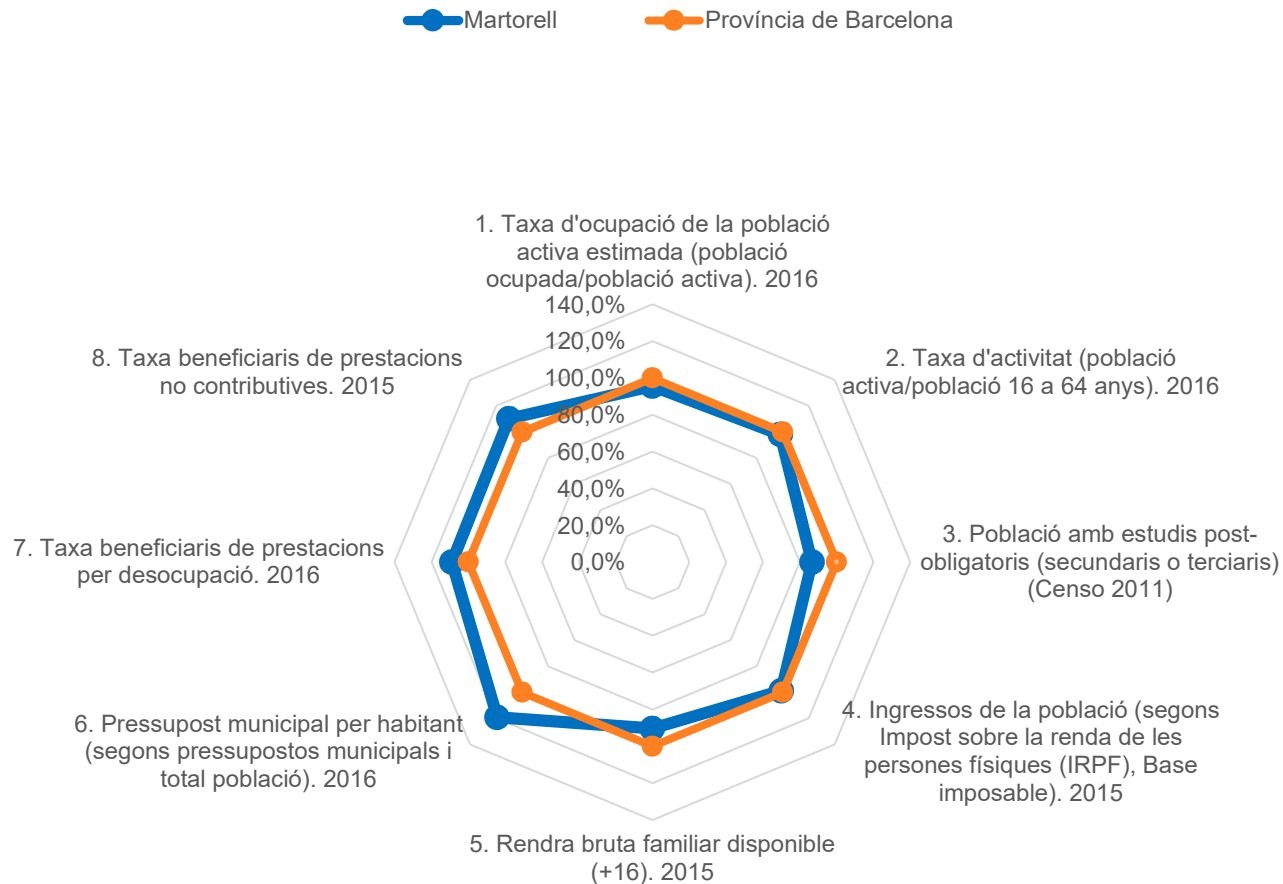 Martorell
Província de Barcelona
1. Taxa d'ocupació de la població
activa estimada (població
ocupada/població activa). 2016
140,0%
120,0%
100,0%
80,0%
60,0%
40,0%
20,0%
0,0%
2. Taxa d'activitat (població
activa/població 16 a 64 anys). 2016
3. Població amb estudis post-
obligatoris (secundaris o terciaris)
(Censo 2011)
4. Ingressos de la població (segons
Impost sobre la renda de les
persones físiques (IRPF), Base
imposable). 2015
5. Rendra bruta familiar disponible
(+16). 2015
6. Pressupost municipal per habitant
(segons pressupostos municipals i
total població). 2016
7. Taxa beneficiaris de prestacions
per desocupació. 2016
8. Taxa beneficiaris de prestacions
no contributives. 2015